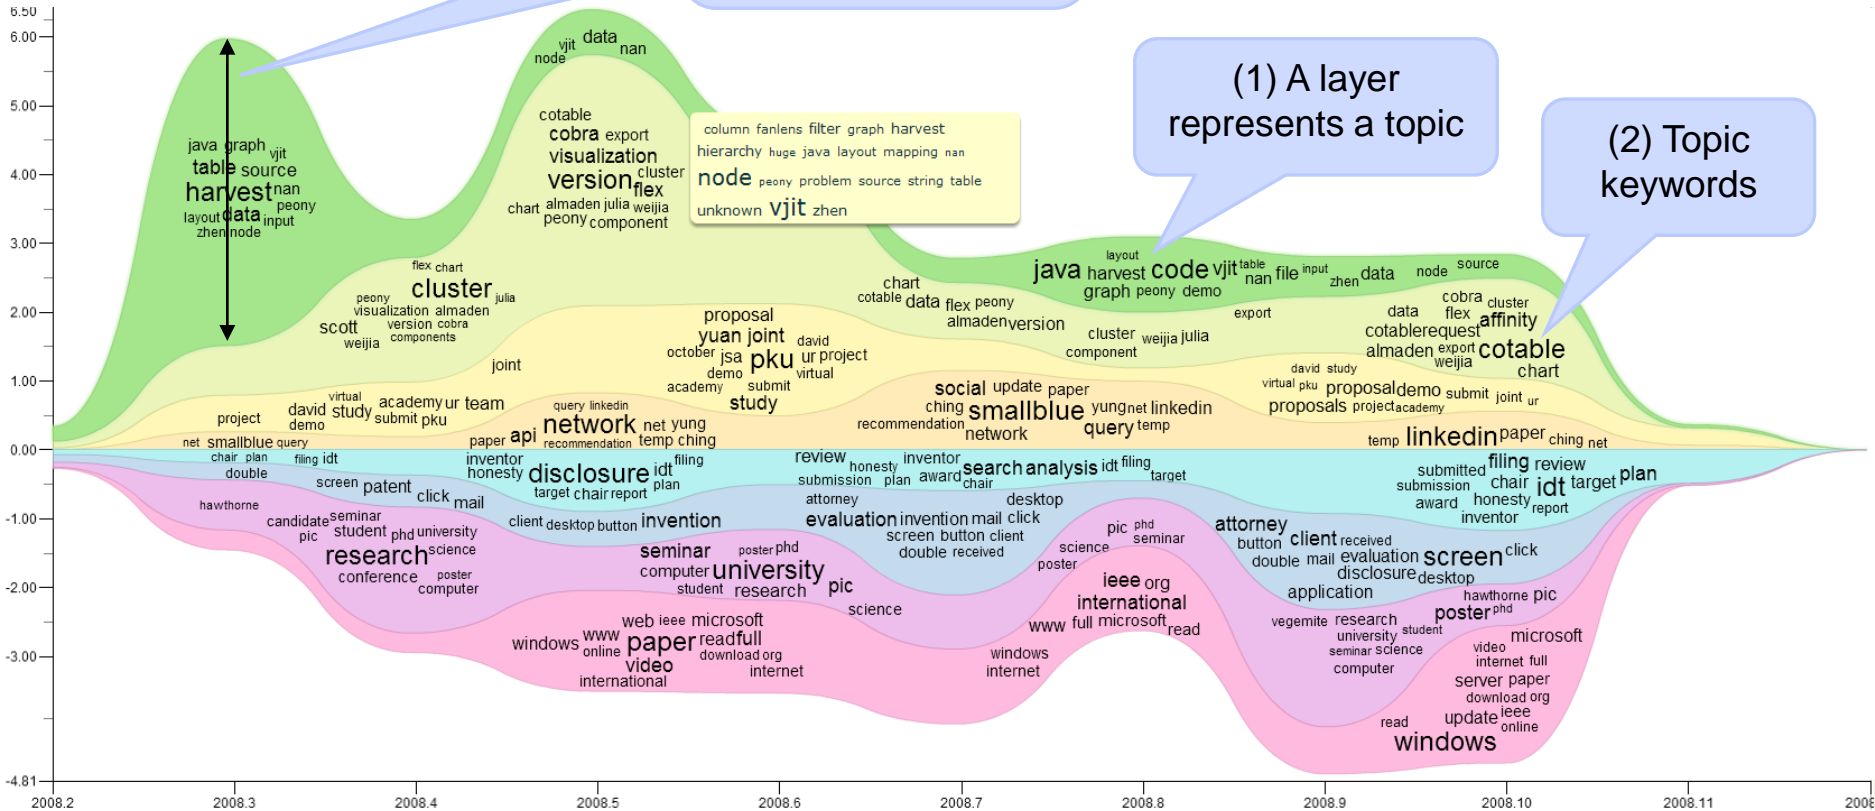 6.50
6.00
5.00
4.00
3.00
2.00
1.00
0.00
-1.00
-2.00
-3.00
-4.81
2008.2 2008.3 2008.4 2008.5 2008.6 2008.7 2008.8 2008.9 2008.10 2008.11
(1) A layer
represents a topic
(2) Topic
keywords
column fanlens filter graph harvest
hierarchy huge java layout mapping nan
node peony problem source string table
unknown vjit zhen
java graph vjit
table source
harvest nan
peony
layout data input
zhen node
vjit data nan
node
layout
java harvest code vjit table nan file input zhen data node source
graph peony demo
flex chart
cluster julia
peony
visualization almaden
scott version cobra
weijia components
cotable
cobra export
visualization
version cluster
flex
chart almaden julia weijia
peony component
chart
cotable data flex peony
almaden version
cluster weijia julia
component
export
cobra cluster
data flex affinity
cotable request
almaden export cotable
weijia
chart
project
virtual
david study academy ur team
demo submit pku
joint
proposal
yuan joint david
october jsa pku ur project
demo virtual
academy submit
study
david study
virtual pku proposal demo submit joint ur
proposals project academy
net smallblue query
query linkedin
network net yung
paper api recommendation temp ching
social update paper
ching smallblue yung net linkedin
recommendation query temp
network
temp linkedin paper ching net
chair plan filing idt
inventor
honesty disclosure idt filing
target chair report plan
review honesty inventor search analysis idt filing
submission plan award chair target
submitted filing review plan
submission chair idt target
award honesty report
inventor
double
screen patent click mail
client desktop button invention
attorney desktop
evaluation invention mail click
screen button client
double received
attorney
button client received
double mail evaluation screen click
disclosure desktop
application
hawthorne
candidate seminar
pic student phd university
research science
conference poster
computer
seminar poster phd
computer university pic
student research
science
pic phd
science seminar
poster
hawthorne pic
poster phd
vegemite research
university student
seminar science
computer
web ieee microsoft
windows www paper read full
online download org
video internet
international
windows
internet
ieee org
international
www full microsoft read
microsoft
video
internet full
server paper
download org
read update ieee
online
windows